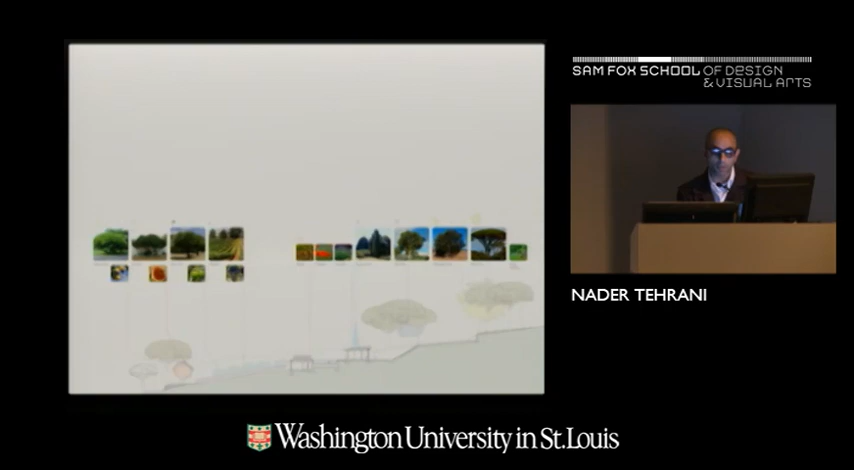 SAM FOX SCHOOL OF DESIGN
& VISUAL ARTS
NADER TEHRANI
Washington University in St. Louis